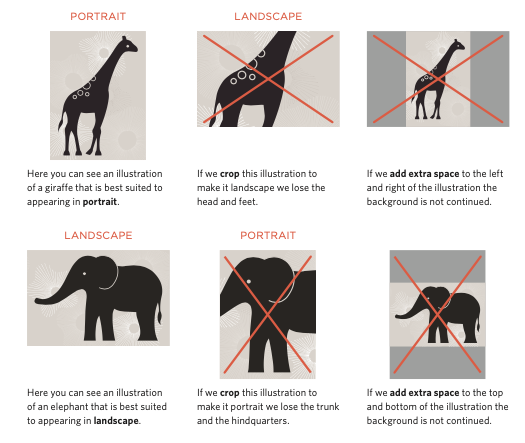 PORTRAIT
LANDSCAPE
Here you can see an illustration
of a giraffe that is best suited to
appearing in portrait.
If we crop this illustration to
make it landscape we lose the
head and feet.
If we add extra space to the left
and right of the illustration the
background is not continued.
LANDSCAPE
PORTRAIT
Here you can see an illustration
of an elephant that is best suited
to appearing in landscape.
If we crop this illustration to
make it portrait we lose the trunk
and the hindquarters.
If we add extra space to the top
and bottom of the illustration the
background is not continued.